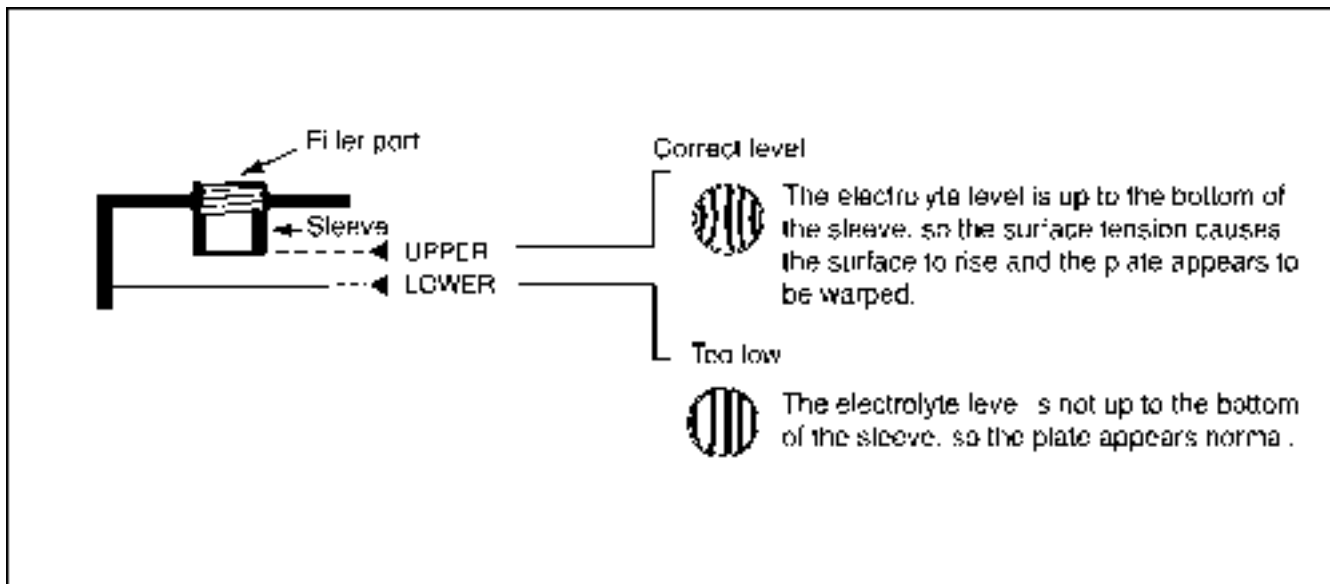 Filler port
Sleeve
UPPER
LOWER
Correct level
The electrolyte level is up to the bottom of
the sleeve, so the surface tension causes
the surface to rise and the plate appears to
be warped.
Too low
The electrolyte level is not up to the bottom
of the sleeve, so the plate appears normal.